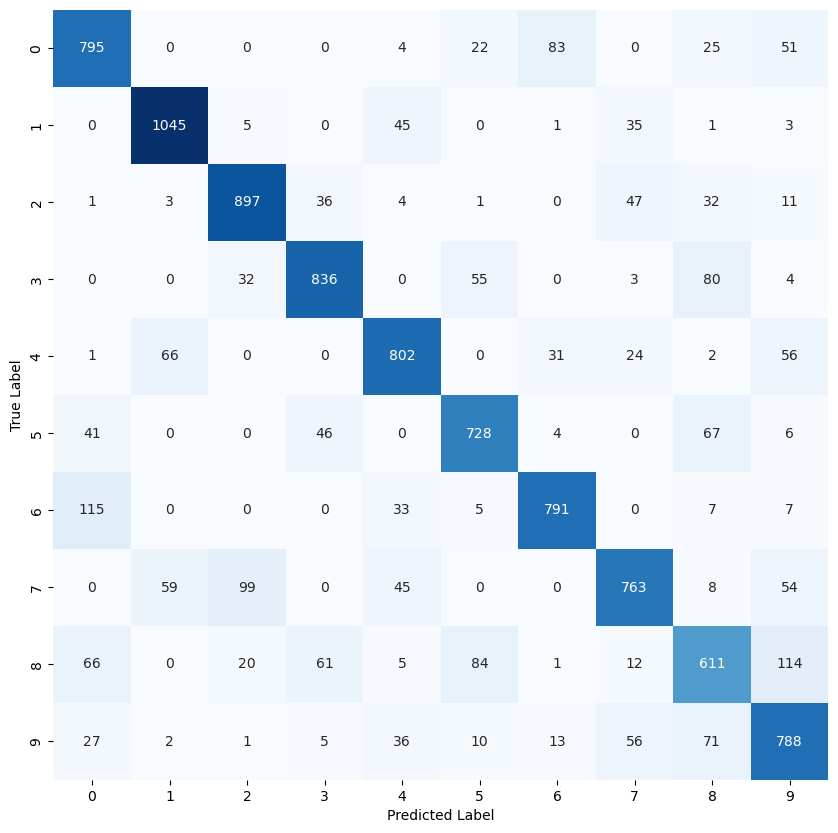 795 0 0 0 4 22 83 0 25 51 0
0 1045 5 0 45 0 1 35 1 3 1
1 3 897 36 4 1 0 47 32 11 2
0 0 32 836 0 55 0 3 80 4 3
1 66 0 0 802 0 31 24 2 56 4
True Label
41 0 0 46 0 728 4 0 67 6 5
115 0 0 0 33 5 791 0 7 7 6
0 59 99 0 45 0 0 763 8 54 7
66 0 20 61 5 84 1 12 611 114 8
27 2 1 5 36 10 13 56 71 788 9
0 1 2 3 4 5 6 7 8 9
Predicted Label